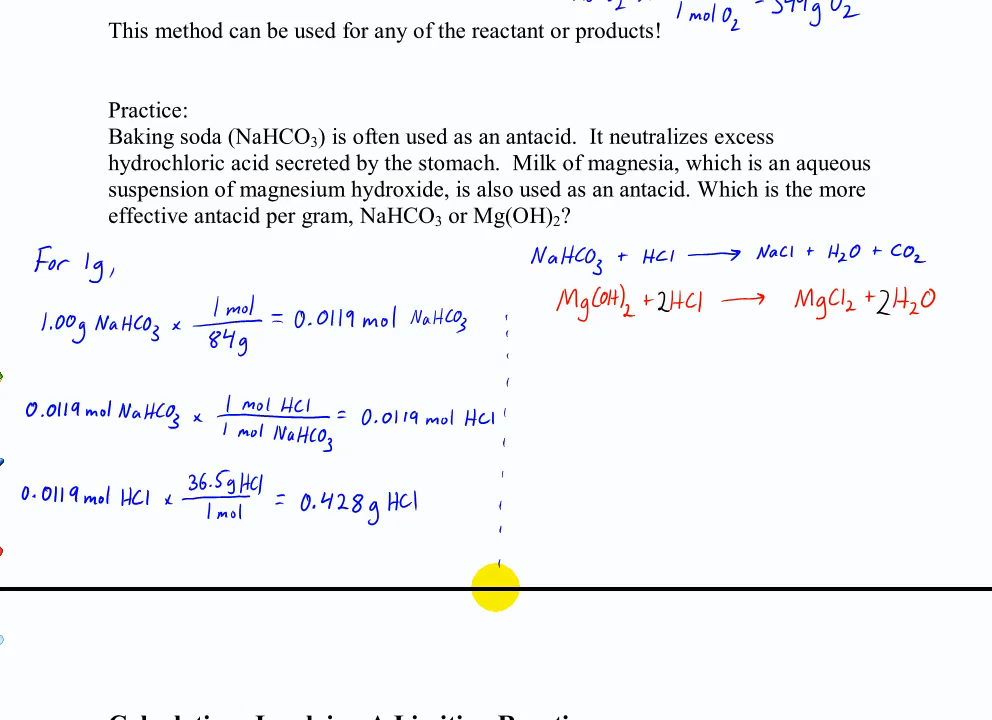 1 mol O₂ = 344 g O₂
This method can be used for any of the reactant or products!
Practice:
Baking soda (NaHCO₃) is often used as an antacid. It neutralizes excess
hydrochloric acid secreted by the stomach. Milk of magnesia, which is an aqueous
suspension of magnesium hydroxide, is also used as an antacid. Which is the more
effective antacid per gram, NaHCO₃ or Mg(OH)₂?
For 1g,
1.00g NaHCO₃ × 1 mol / 84g = 0.0119 mol NaHCO₃
0.0119 mol NaHCO₃ × 1 mol HCl / 1 mol NaHCO₃ = 0.0119 mol HCl
0.0119 mol HCl × 36.5g HCl / 1 mol = 0.428 g HCl
NaHCO₃ + HCl → NaCl + H₂O + CO₂
Mg(OH)₂ + 2HCl → MgCl₂ + 2H₂O